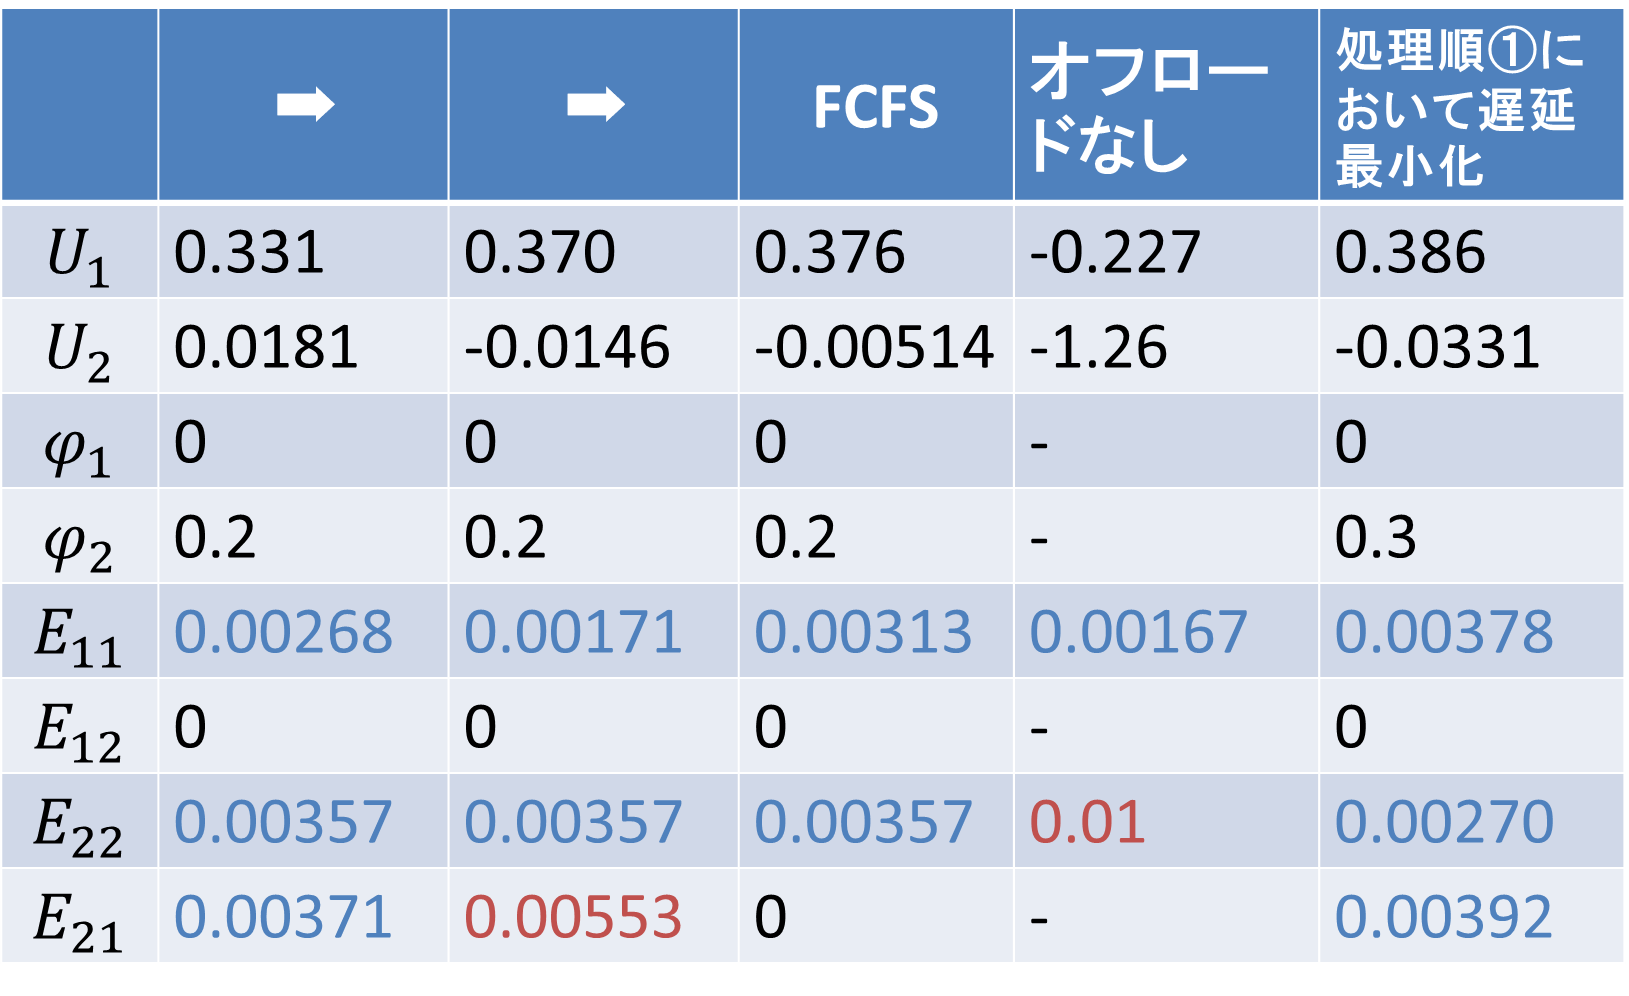 ➡ ➡ FCFS オフロードなし 処理順①において遅延最小化
U1 0.331 0.370 0.376 -0.227 0.386
U2 0.0181 -0.0146 -0.00514 -1.26 -0.0331
φ1 0 0 0 - 0
φ2 0.2 0.2 0.2 - 0.3
E11 0.00268 0.00171 0.00313 0.00167 0.00378
E12 0 0 0 - 0
E22 0.00357 0.00357 0.00357 0.01 0.00270
E21 0.00371 0.00553 0 - 0.00392